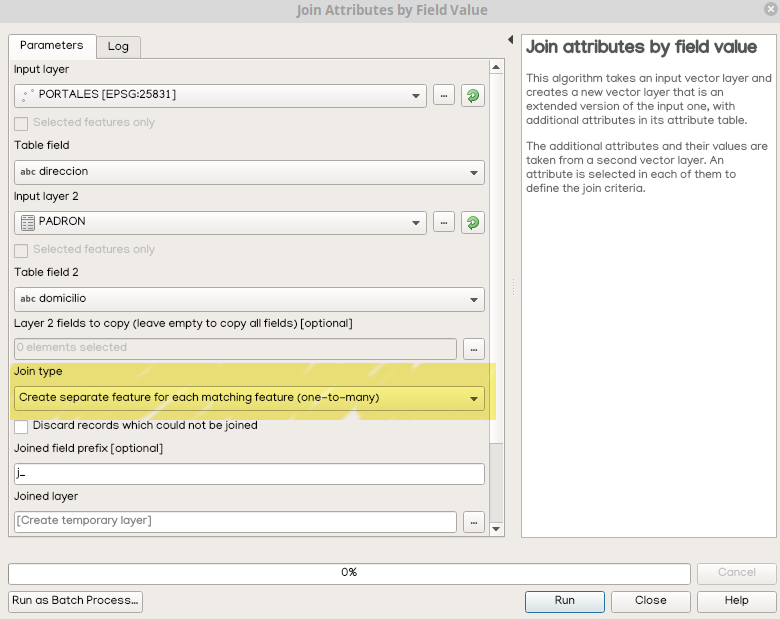 Join Attributes by Field Value
Parameters
Log
Input layer
PORTALES [EPSG:25831]
...
Selected features only
Table field
abc direccion
Input layer 2
PADRON
...
Selected features only
Table field 2
abc domicilio
Layer 2 fields to copy (leave empty to copy all fields) [optional]
0 elements selected
...
Join type
Create separate feature for each matching feature (one-to-many)
Discard records which could not be joined
Joined field prefix [optional]
j_
Joined layer
[Create temporary layer]
...
Join attributes by field value
This algorithm takes an input vector layer and
creates a new vector layer that is an
extended version of the input one, with
additional attributes in its attribute table.
The additional attributes and their values are
taken from a second vector layer. An
attribute is selected in each of them to
define the join criteria.
0%
Cancel
Run as Batch Process...
Run
Close
Help